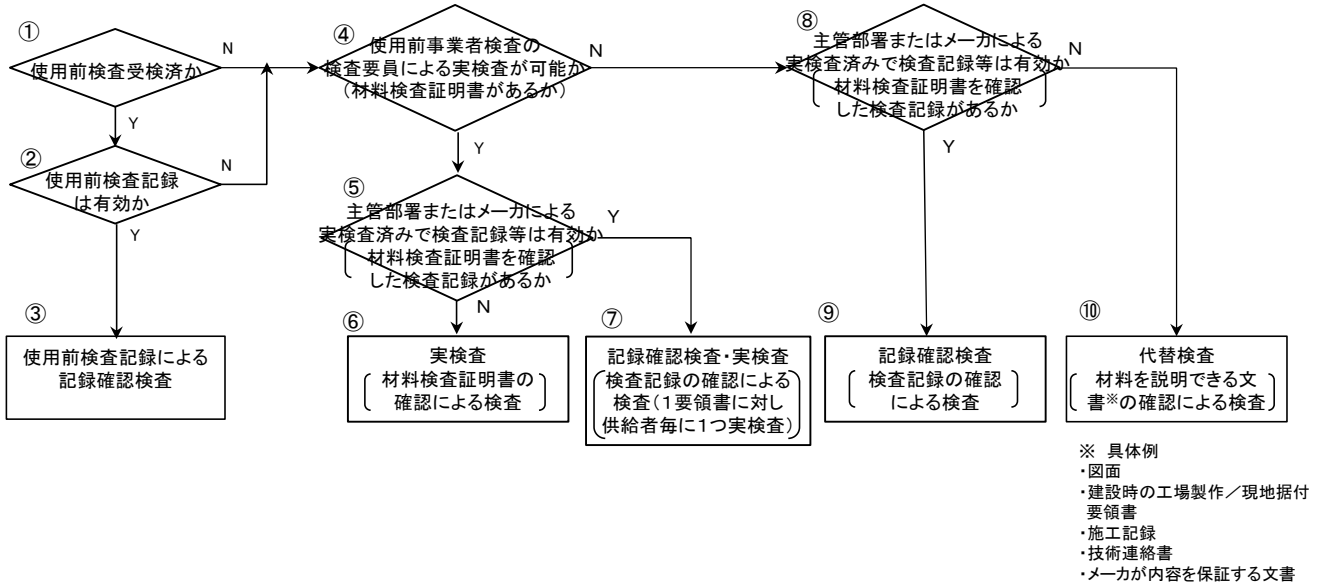 ①
使用前検査受検済か
N
Y
②
使用前検査記録
は有効か
N
Y
③
使用前検査記録による
記録確認検査
④
使用前事業者検査の
検査要員による実検査が可能か
（材料検査証明書があるか）
N
Y
⑤
主管部署またはメーカによる
実検査済みで検査記録等は有効か
材料検査証明書を確認
した検査記録があるか
Y
N
⑥
実検査
材料検査証明書の
確認による検査
⑦
記録確認検査・実検査
検査記録の確認による
検査（１要領書に対し
供給者毎に１つ実検査）
⑧
主管部署またはメーカによる
実検査済みで検査記録等は有効か
材料検査証明書を確認
した検査記録があるか
N
Y
⑨
記録確認検査
検査記録の確認
による検査
⑩
代替検査
材料を説明できる文
書※の確認による検査
※ 具体例
・図面
・建設時の工場製作／現地据付
要領書
・施工記録
・技術連絡書
・メーカが内容を保証する文書